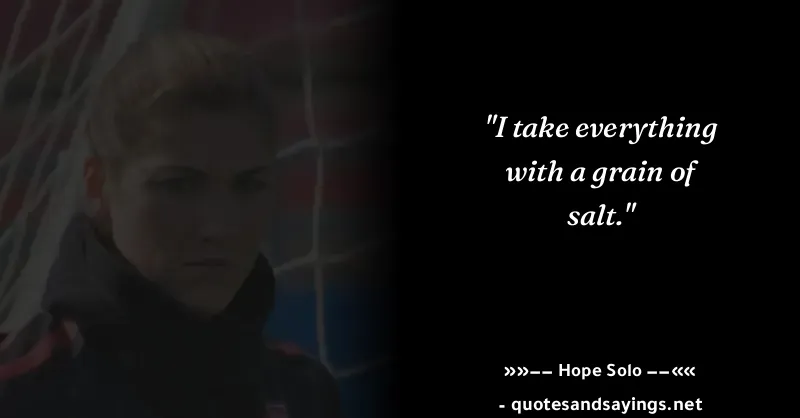 "I take everything
with a grain of
salt."
»»−− Hope Solo −−««
- quotesandsayings.net